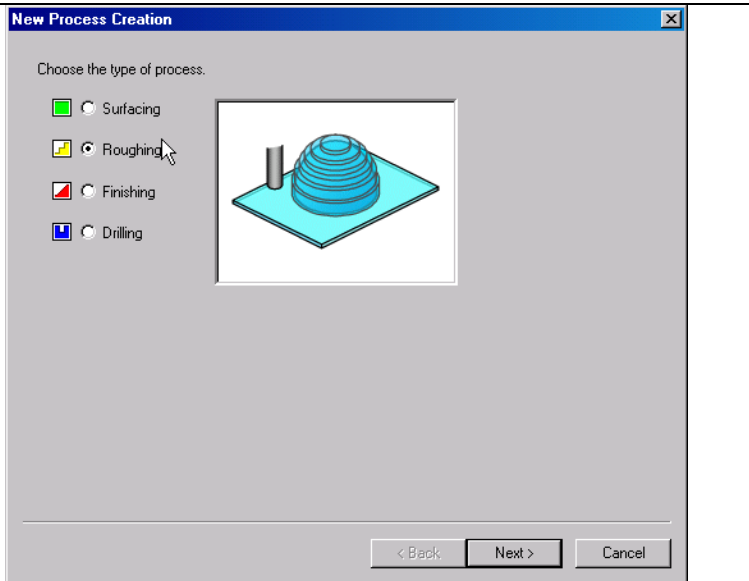 New Process Creation
Choose the type of process.
Surfacing
Roughing
Finishing
Drilling
< Back
Next >
Cancel